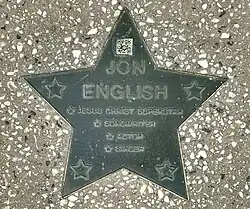 JON
ENGLISH
JESUS CHRIST SUPERSTAR
SONGWRITER
ACTOR
SINGER